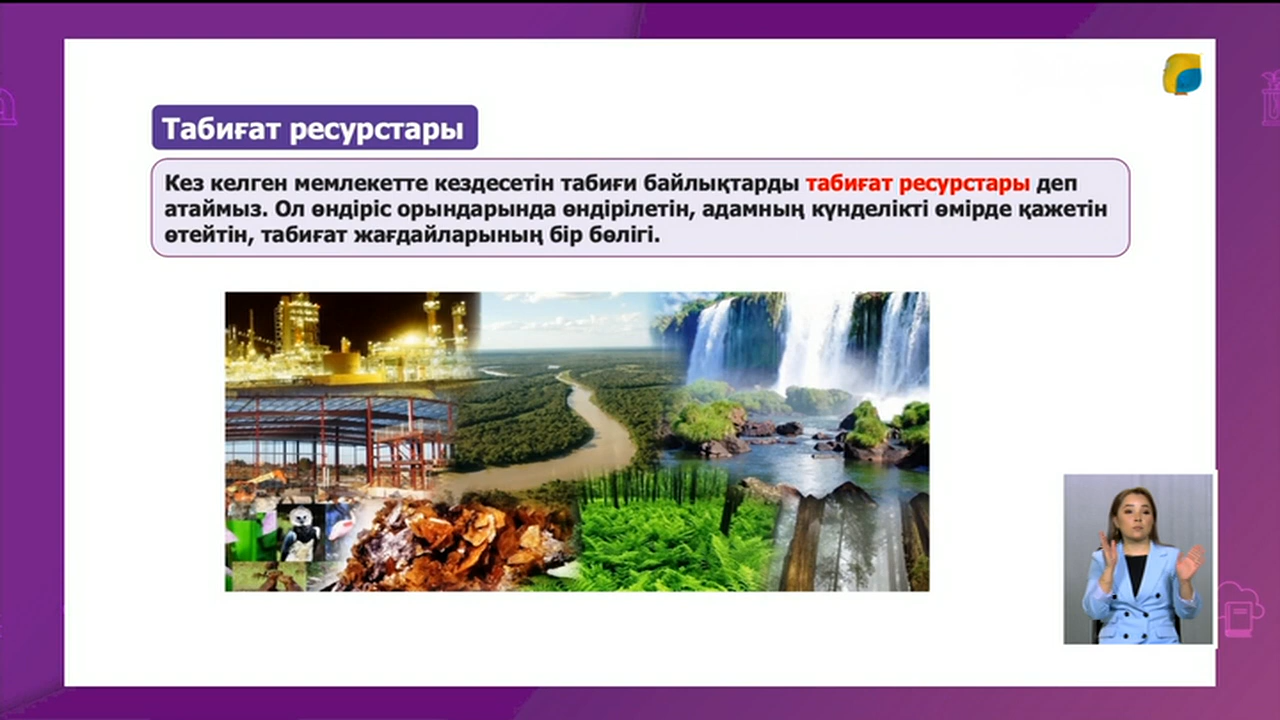 Табиғат ресурстары
Кез келген мемлекетте кездесетін табиғи байлықтарды табиғат ресурстары деп
атаймыз. Ол өндіріс орындарында өндірілетін, адамның күнделікті өмірде қажетін
өтейтін, табиғат жағдайларының бір бөлігі.